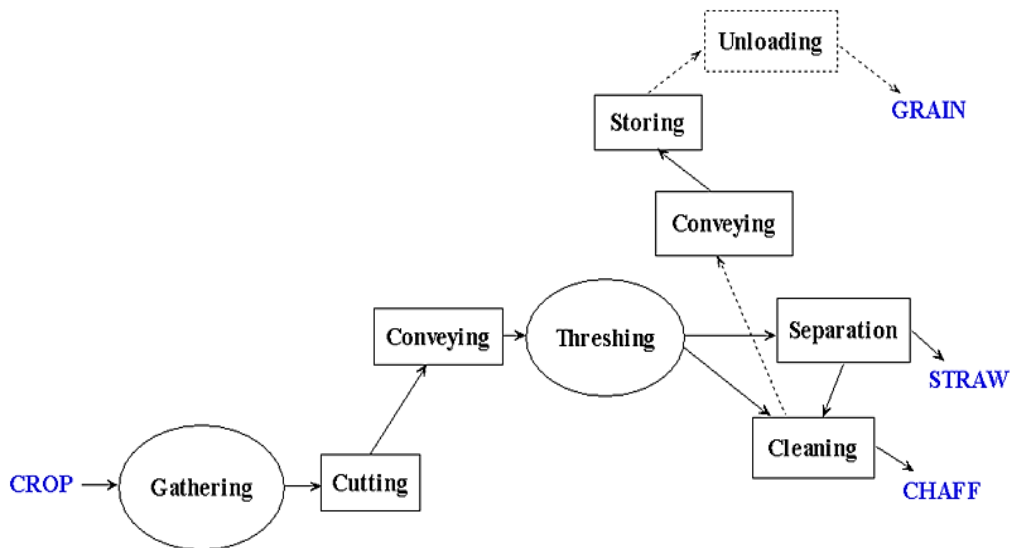 Unloading
GRAIN
Storing
Conveying
Conveying
Threshing
Separation
STRAW
Cleaning
CROP
Gathering
Cutting
CHAFF